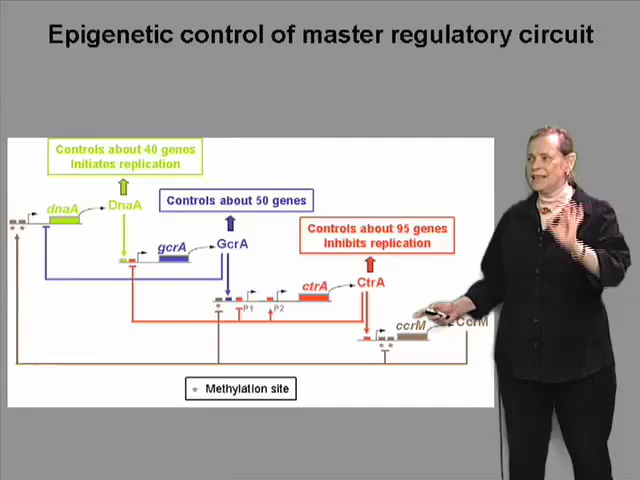 Epigenetic control of master regulatory circuit
Controls about 40 genes
Initiates replication
dnaA
DnaA
Controls about 50 genes
gcrA
GcrA
Controls about 95 genes
Inhibits replication
ctrA
CtrA
P1
P2
ccrM
CcrM
* Methylation site